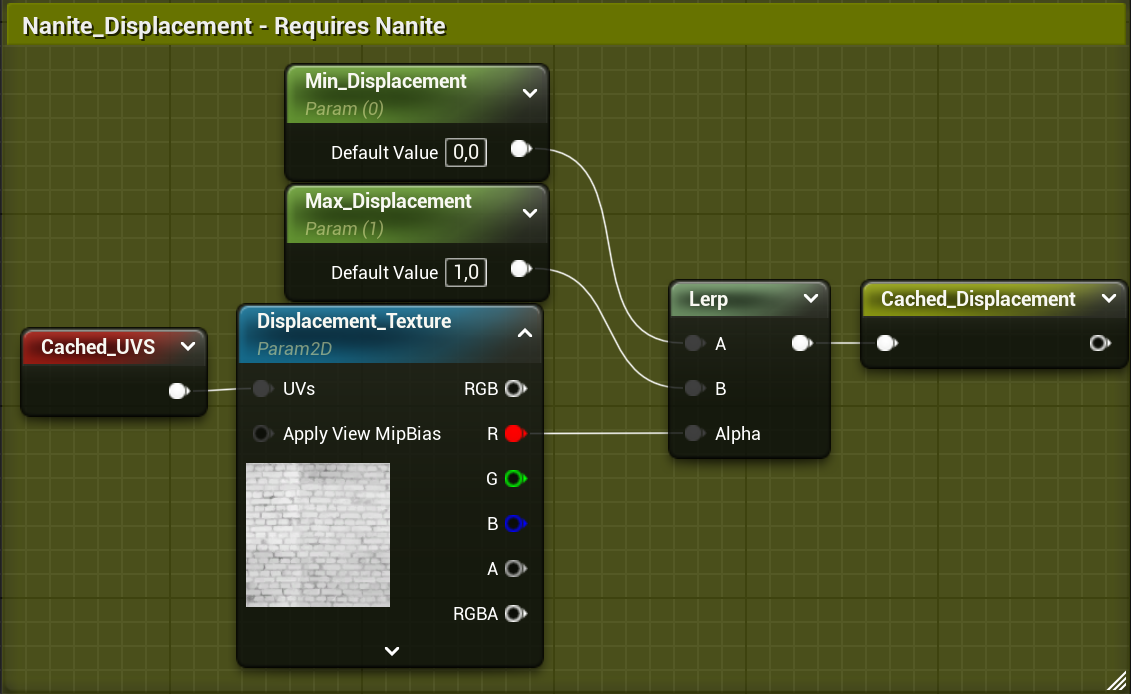 Nanite_Displacement - Requires Nanite
Min_Displacement
Param (0)
Default Value 0,0
Max_Displacement
Param (1)
Default Value 1,0
Displacement_Texture
Param2D
Cached_UVS
UVs
RGB
Apply View MipBias
R
G
B
A
RGBA
Lerp
A
B
Alpha
Cached_Displacement